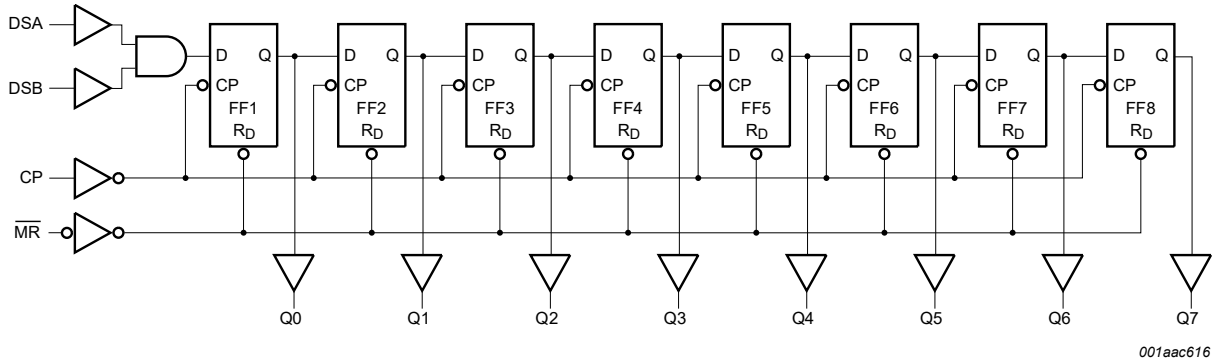 DSA
DSB
D Q D Q D Q D Q D Q D Q D Q D Q
CP CP CP CP CP CP CP CP
FF1 FF2 FF3 FF4 FF5 FF6 FF7 FF8
RD RD RD RD RD RD RD RD
CP
MR
Q0 Q1 Q2 Q3 Q4 Q5 Q6 Q7
001aac616